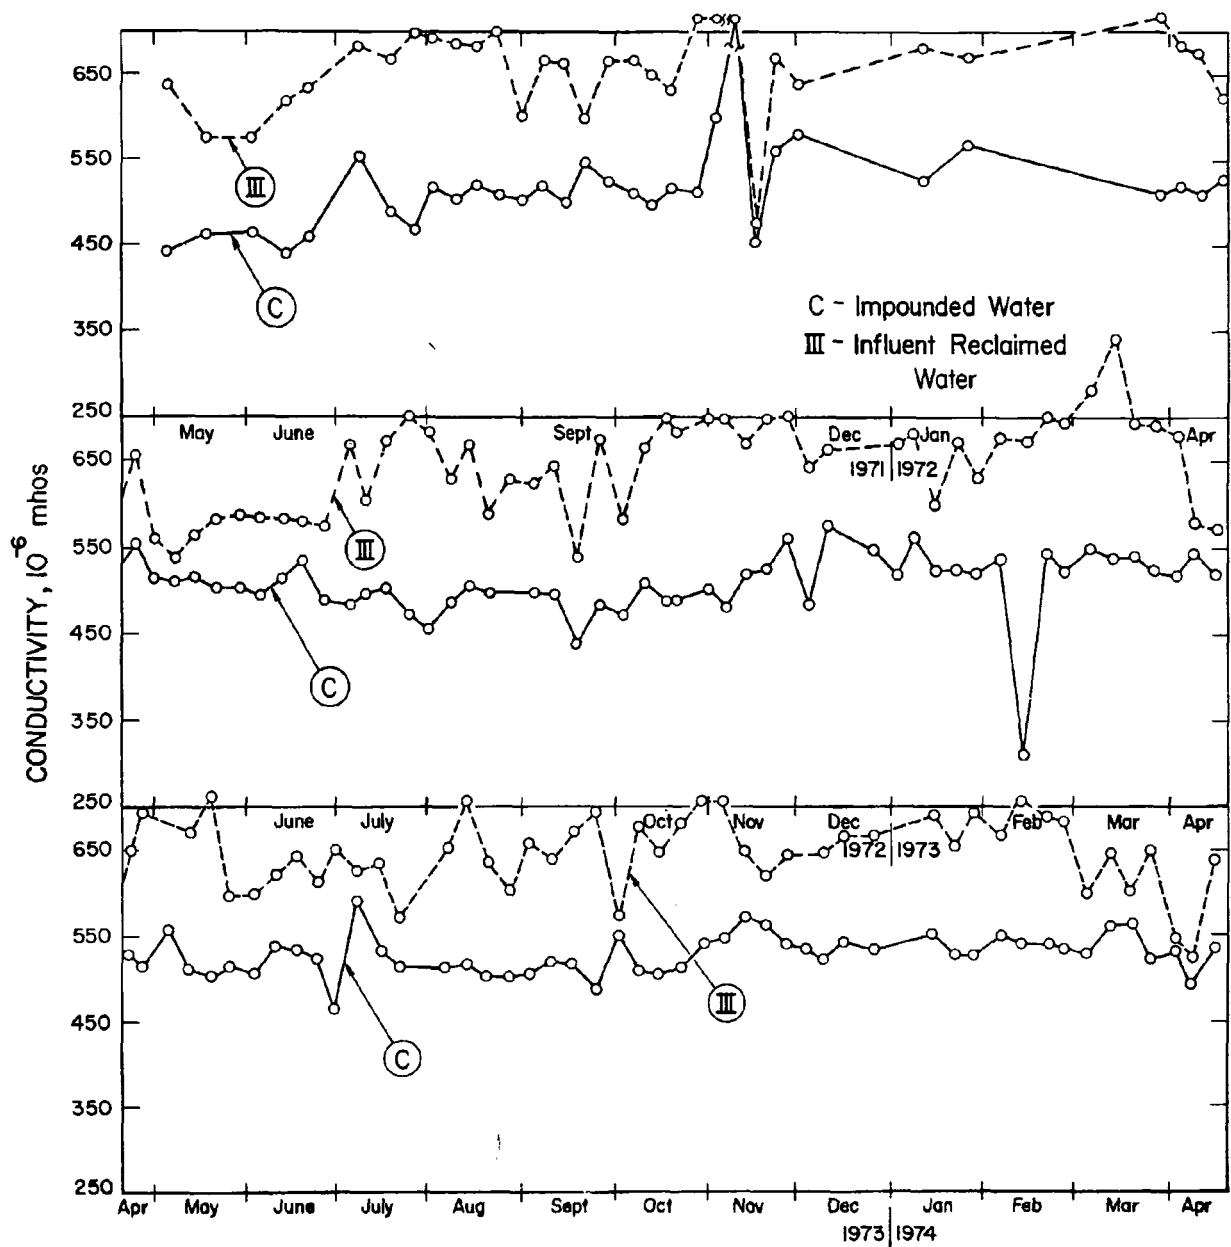 CONDUCTIVITY, 10⁻⁶ mhos
650
550
450
350
250
III
C
C - Impounded Water
III - Influent Reclaimed
Water
May June Sept Dec Jan Apr
1971 1972
650
550
450
350
250
III
C
June July Oct Nov Dec Feb Mar Apr
1972 1973
650
550
450
350
250
III
C
Apr May June July Aug Sept Oct Nov Dec Jan Feb Mar Apr
1973 1974